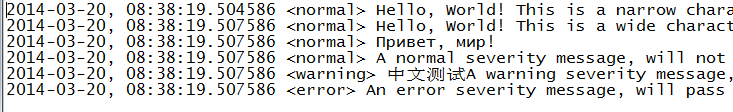 2014-03-20, 08:38:19.504586 <normal> Hello, World! This is a narrow chara
2014-03-20, 08:38:19.507586 <normal> Hello, World! This is a wide charact
2014-03-20, 08:38:19.507586 <normal> Привет, мир!
2014-03-20, 08:38:19.507586 <normal> A normal severity message, will not
2014-03-20, 08:38:19.507586 <warning> 中文测试A warning severity message,
2014-03-20, 08:38:19.507586 <error> An error severity message, will pass